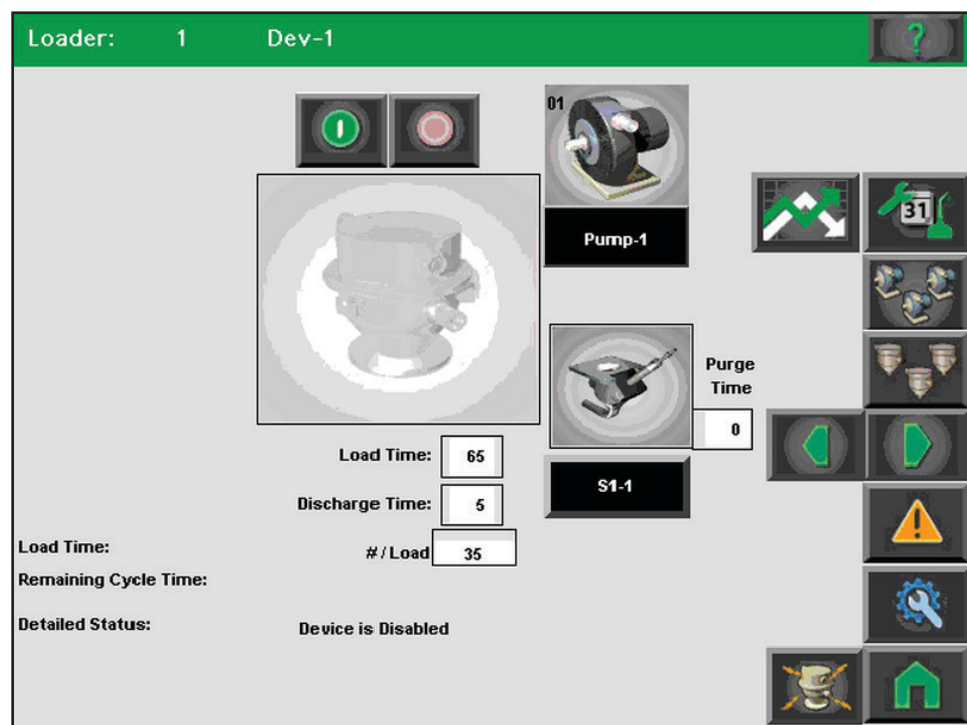 Loader: 1 Dev-1
?
01
Pump-1
31
Purge
Time
0
Load Time: 65
Discharge Time: 5
S1-1
Load Time:
# / Load 35
Remaining Cycle Time:
Detailed Status: Device is Disabled